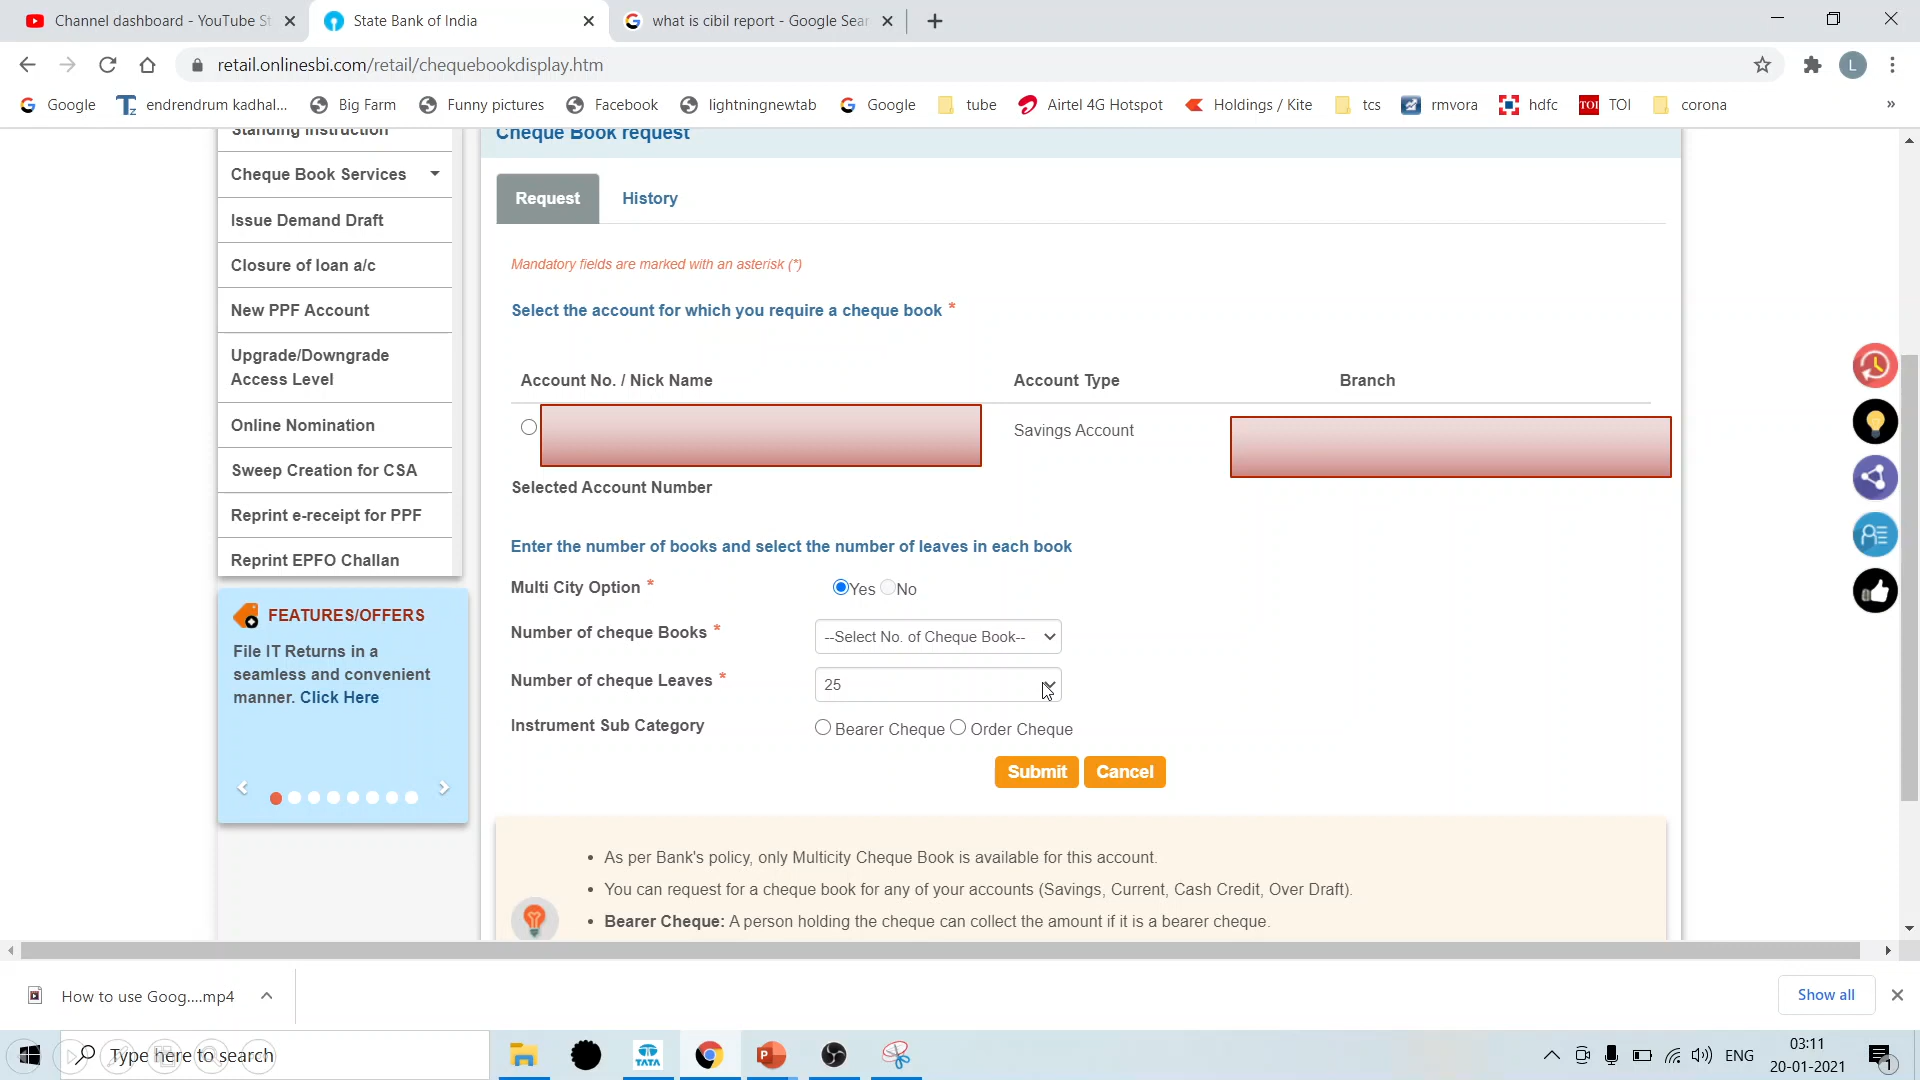 Channel dashboard - YouTube St
State Bank of India
what is cibil report - Google Sear
retail.onlinesbi.com/retail/chequebookdisplay.htm
L
Google
endrendrum kadhal...
Big Farm
Funny pictures
Facebook
lightningnewtab
Google
tube
Airtel 4G Hotspot
Holdings / Kite
tcs
rmvora
hdfc
TOI
TOI
corona
»
Standing Instruction
Cheque Book Services
Issue Demand Draft
Closure of loan a/c
New PPF Account
Upgrade/Downgrade
Access Level
Online Nomination
Sweep Creation for CSA
Reprint e-receipt for PPF
Reprint EPFO Challan
FEATURES/OFFERS
File IT Returns in a
seamless and convenient
manner. Click Here
Cheque Book request
Request
History
Mandatory fields are marked with an asterisk (*)
Select the account for which you require a cheque book *
Account No. / Nick Name
Account Type
Branch
Savings Account
Selected Account Number
Enter the number of books and select the number of leaves in each book
Multi City Option *
Yes No
Number of cheque Books *
--Select No. of Cheque Book--
Number of cheque Leaves *
25
Instrument Sub Category
Bearer Cheque Order Cheque
Submit
Cancel
• As per Bank's policy, only Multicity Cheque Book is available for this account.
• You can request for a cheque book for any of your accounts (Savings, Current, Cash Credit, Over Draft).
• Bearer Cheque: A person holding the cheque can collect the amount if it is a bearer cheque.
How to use Goog....mp4
Show all
Type here to search
TATA
P
ENG
03:11
20-01-2021
1